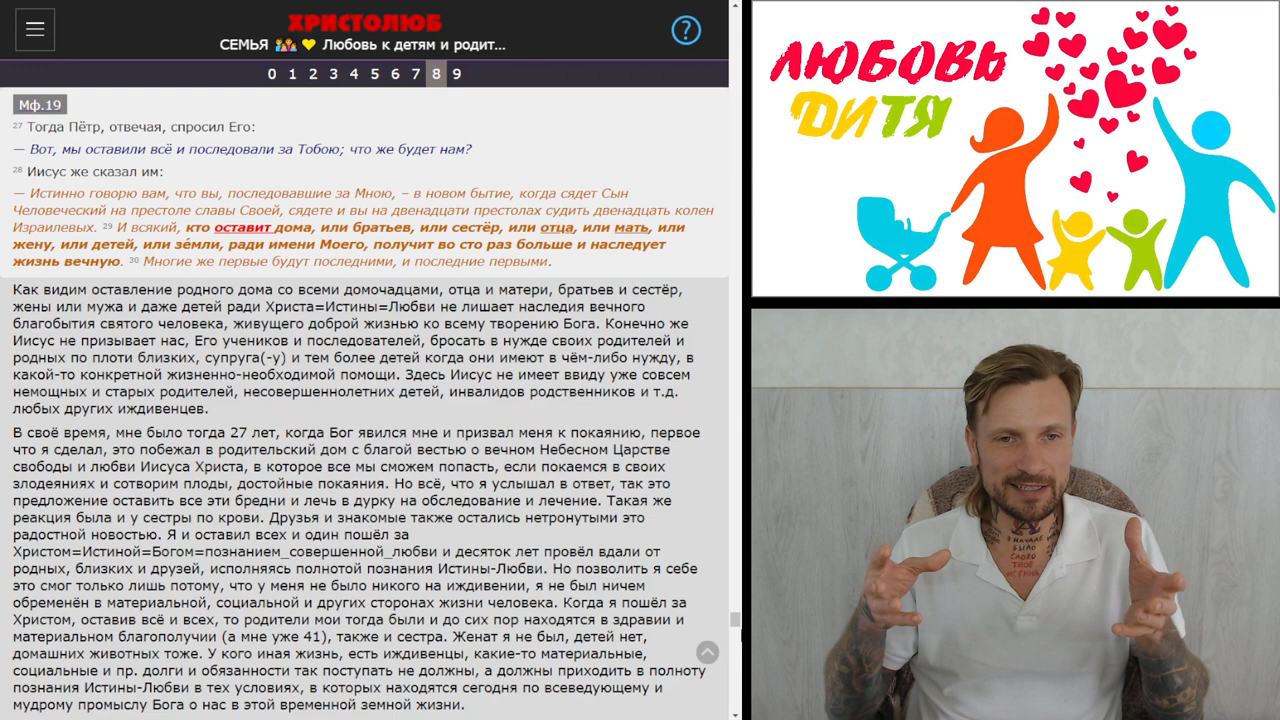 ХРИСТОЛЮБ
СЕМЬЯ 👩‍❤️‍👨 💛 Любовь к детям и родит...
0 1 2 3 4 5 6 7 8 9
Мф.19
27 Тогда Пётр, отвечая, спросил Его:
— Вот, мы оставили всё и последовали за Тобою; что же будет нам?
28 Иисус же сказал им:
— Истинно говорю вам, что вы, последовавшие за Мною, – в новом бытие, когда сядет Сын
Человеческий на престоле славы Своей, сядете и вы на двенадцати престолах судить двенадцать колен
Израилевых. 29 И всякий, кто оставит дома, или братьев, или сестёр, или отца, или мать, или
жену, или детей, или зе́мли, ради имени Моего, получит во сто раз больше и наследует
жизнь вечную. 30 Многие же первые будут последними, и последние первыми.
Как видим оставление родного дома со всеми домочадцами, отца и матери, братьев и сестёр,
жены или мужа и даже детей ради Христа=Истины=Любви не лишает наследия вечного
благобытия святого человека, живущего доброй жизнью ко всему творению Бога. Конечно же
Иисус не призывает нас, Его учеников и последователей, бросать в нужде своих родителей и
родных по плоти близких, супруга(-у) и тем более детей когда они имеют в чём-либо нужду, в
какой-то конкретной жизненно-необходимой помощи. Здесь Иисус не имеет ввиду уже совсем
немощных и старых родителей, несовершеннолетних детей, инвалидов родственников и т.д.
любых других иждивенцев.
В своё время, мне было тогда 27 лет, когда Бог явился мне и призвал меня к покаянию, первое
что я сделал, это побежал в родительский дом с благой вестью о вечном Небесном Царстве
свободы и любви Иисуса Христа, в которое все мы сможем попасть, если покаемся в своих
злодеяниях и сотворим плоды, достойные покаяния. Но всё, что я услышал в ответ, так это
предложение оставить все эти бредни и лечь в дурку на обследование и лечение. Такая же
реакция была и у сестры по крови. Друзья и знакомые также остались нетронутыми это
радостной новостью. Я и оставил всех и один пошёл за
Христом=Истиной=Богом=познанием_совершенной_любви и десяток лет провёл вдали от
родных, близких и друзей, исполняясь полнотой познания Истины-Любви. Но позволить я себе
это смог только лишь потому, что у меня не было никого на иждивении, я не был ничем
обременён в материальной, социальной и других сторонах жизни человека. Когда я пошёл за
Христом, оставив всё и всех, то родители мои тогда были и до сих пор находятся в здравии и
материальном благополучии (а мне уже 41), также и сестра. Женат я не был, детей нет,
домашних животных тоже. У кого иная жизнь, есть иждивенцы, какие-то материальные,
социальные и пр. долги и обязанности так поступать не должны, а должны приходить в полноту
познания Истины-Любви в тех условиях, в которых находятся сегодня по всеведующему и
мудрому промыслу Бога о нас в этой временной земной жизни.
ЛЮБОВЬ
ДИТЯ
В НАЧАЛЕ
БЫЛО
СЛОВО
ТВОЕ
ИСТИНА